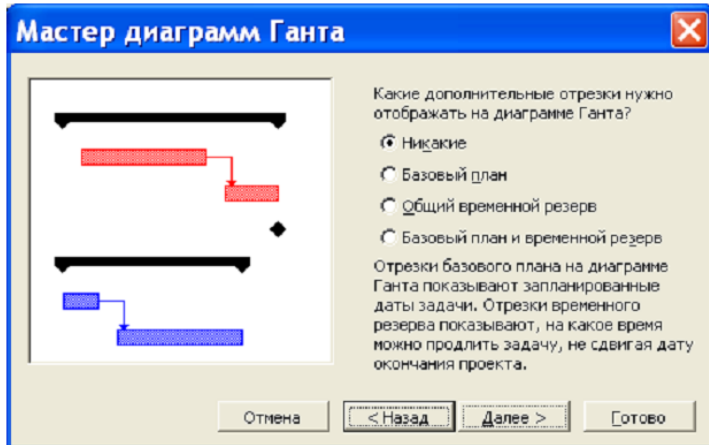 Мастер диаграмм Ганта
Какие дополнительные отрезки нужно
отображать на диаграмме Ганта?
Никакие
Базовый план
Общий временной резерв
Базовый план и временной резерв
Отрезки базового плана на диаграмме
Ганта показывают запланированные
даты задачи. Отрезки временного
резерва показывают, на какое время
можно продлить задачу, не сдвигая дату
окончания проекта.
Отмена
< Назад
Далее >
Готово